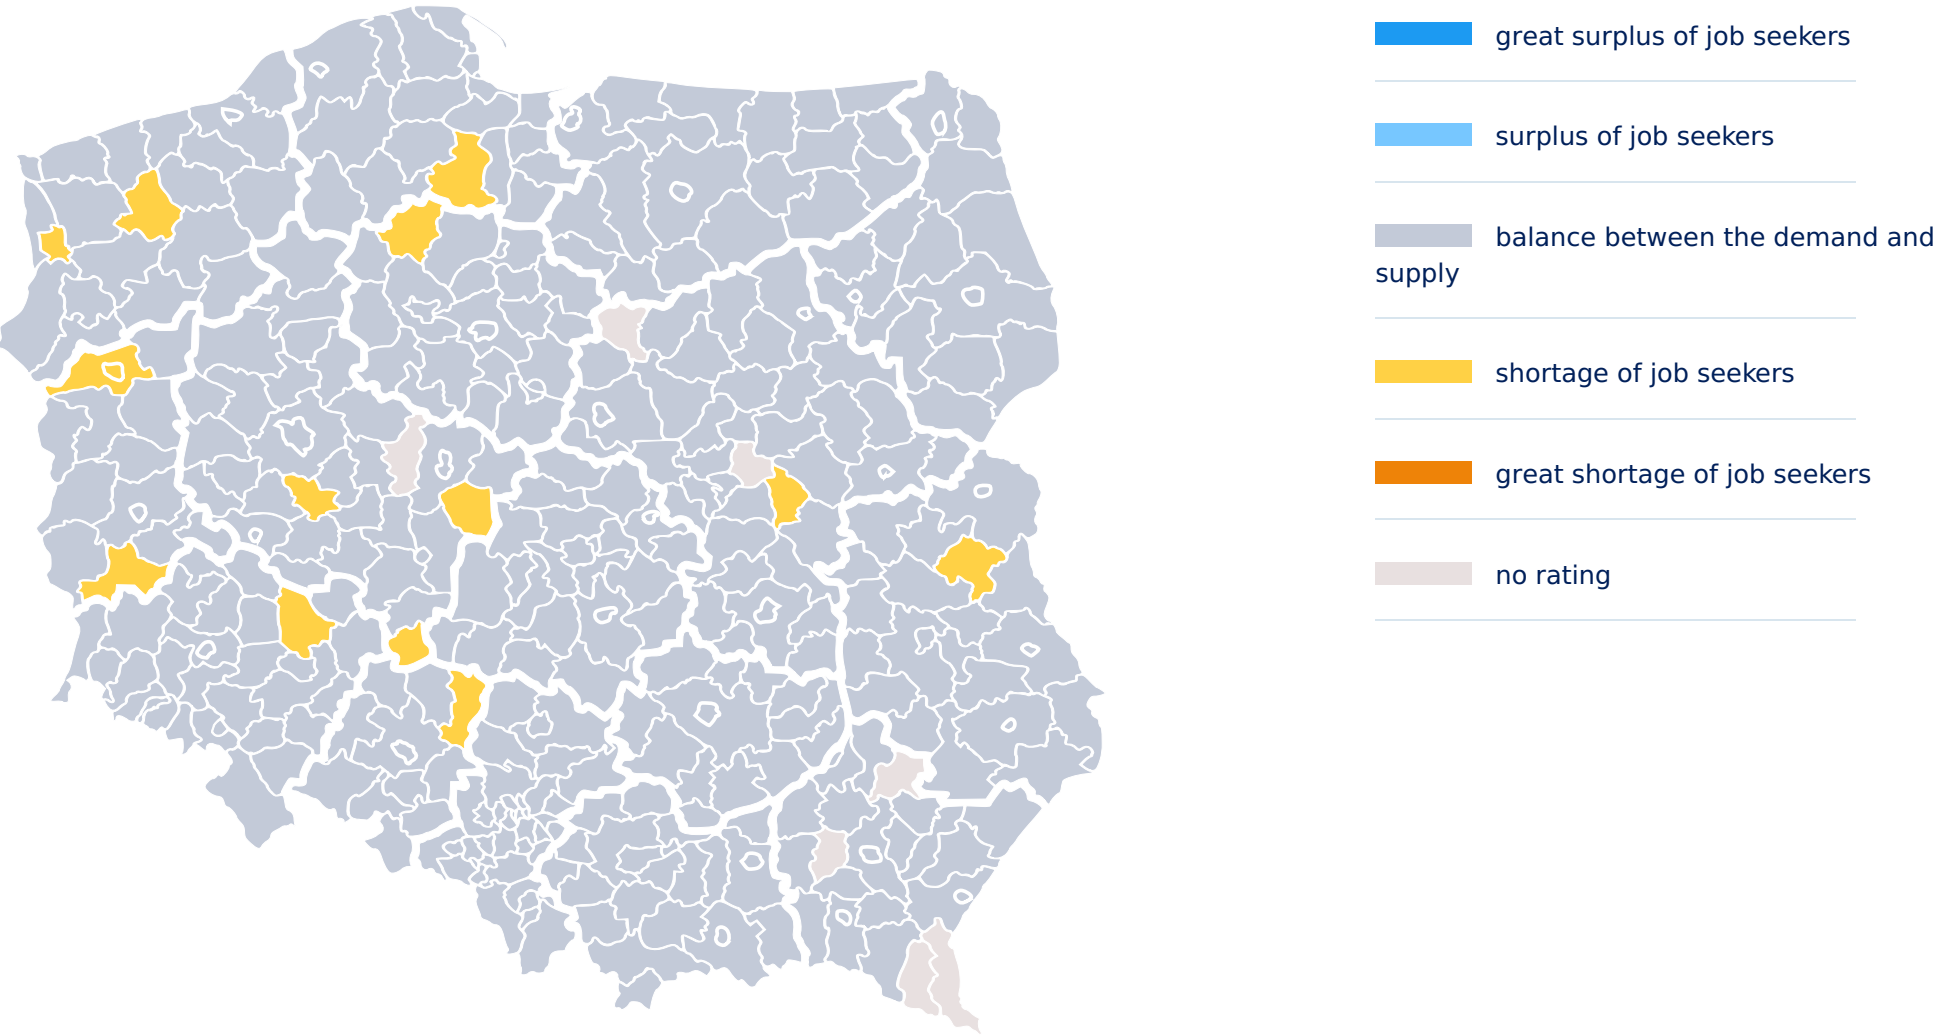 great surplus of job seekers
surplus of job seekers
balance between the demand and
supply
shortage of job seekers
great shortage of job seekers
no rating